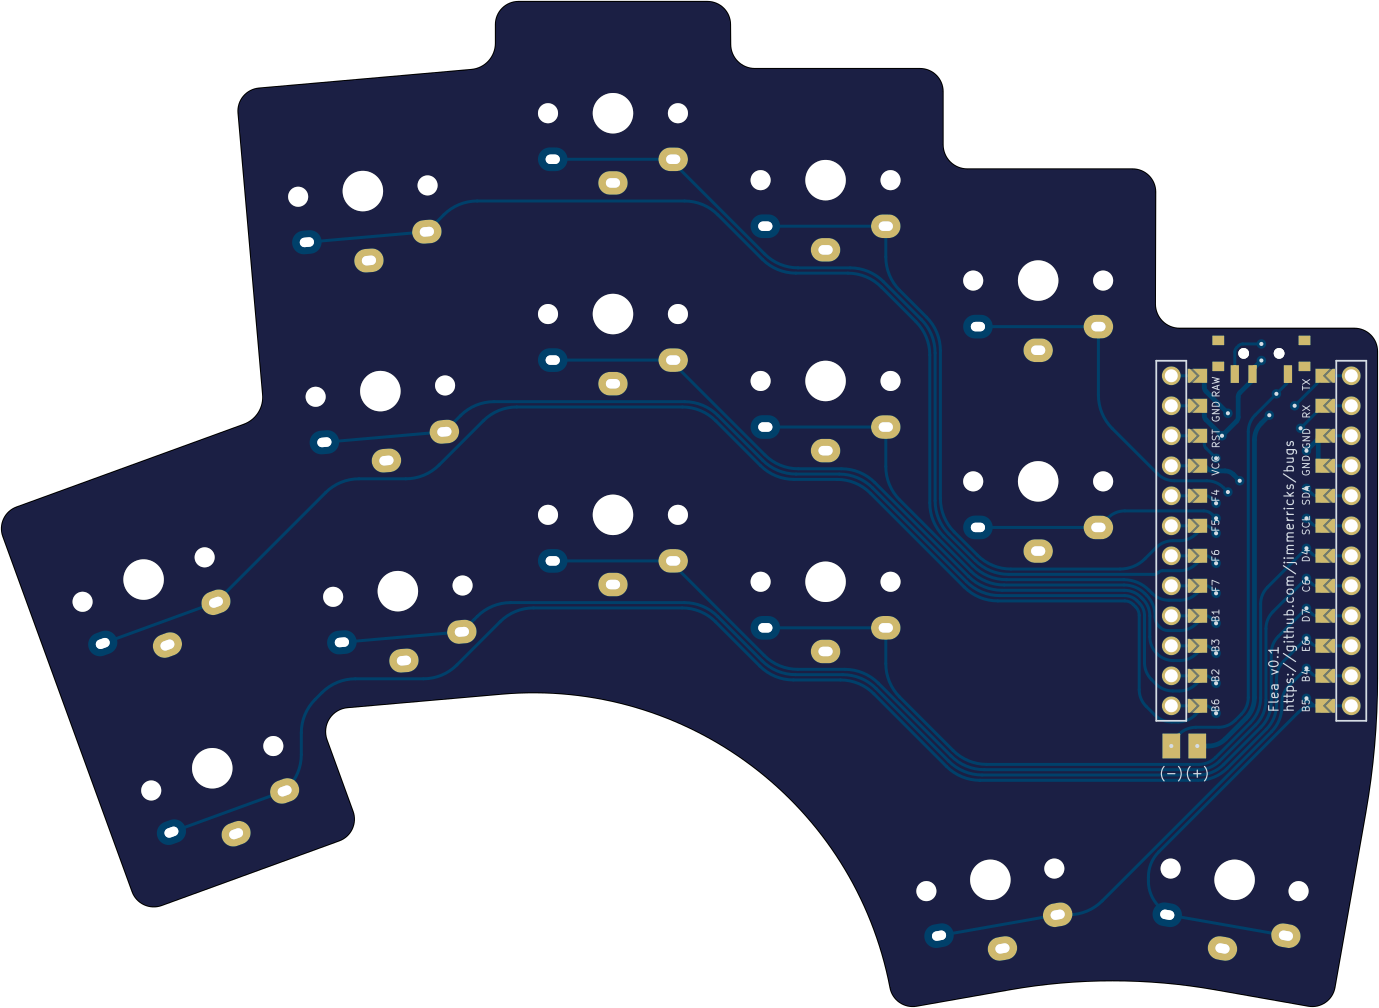 RAW
GND
RST
VCC
F4
F5
F6
F7
B1
B3
B2
B6
TX
RX
GND
GND
SDA
SCL
D4
C6
D7
E6
B4
B5
Flea v0.1
https://github.com/jimmerricks/bugs
(-)(+)